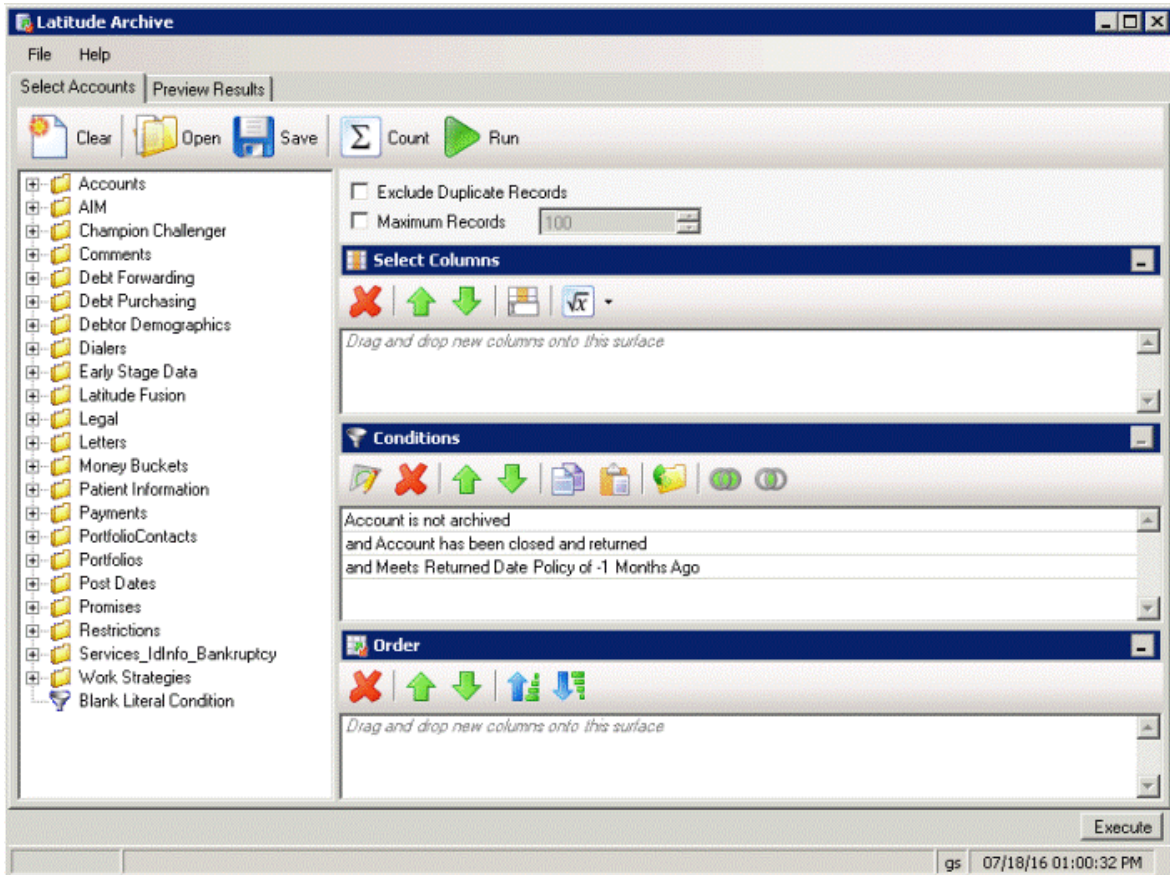 Latitude Archive
File Help
Select Accounts Preview Results
Clear Open Save Σ Count Run
Accounts
AIM
Champion Challenger
Comments
Debt Forwarding
Debt Purchasing
Debtor Demographics
Dialers
Early Stage Data
Latitude Fusion
Legal
Letters
Money Buckets
Patient Information
Payments
PortfolioContacts
Portfolios
Post Dates
Promises
Restrictions
Services_IdInfo_Bankruptcy
Work Strategies
Blank Literal Condition
Exclude Duplicate Records
Maximum Records 100
Select Columns
√x
Drag and drop new columns onto this surface
Conditions
Account is not archived
and Account has been closed and returned
and Meets Returned Date Policy of -1 Months Ago
Order
Drag and drop new columns onto this surface
Execute
gs 07/18/16 01:00:32 PM